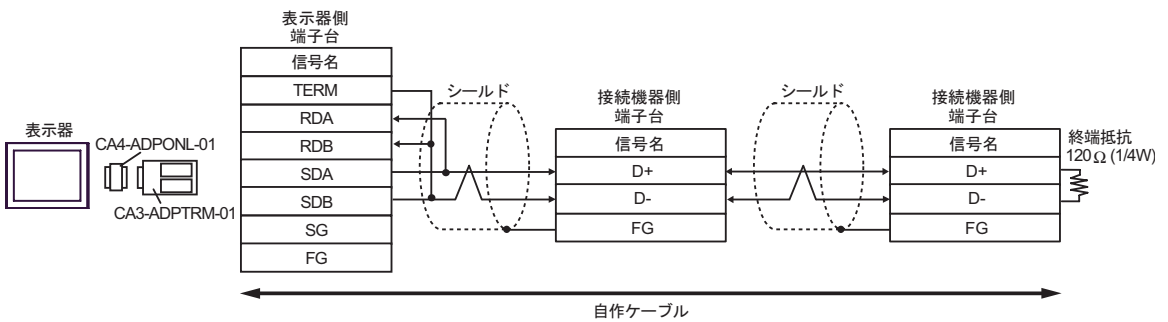 表示器
CA4-ADPONL-01
CA3-ADPTRM-01
表示器側
端子台
信号名
TERM
RDA
RDB
SDA
SDB
SG
FG
シールド
接続機器側
端子台
信号名
D+
D-
FG
シールド
接続機器側
端子台
信号名
D+
D-
FG
終端抵抗
120Ω (1/4W)
自作ケーブル